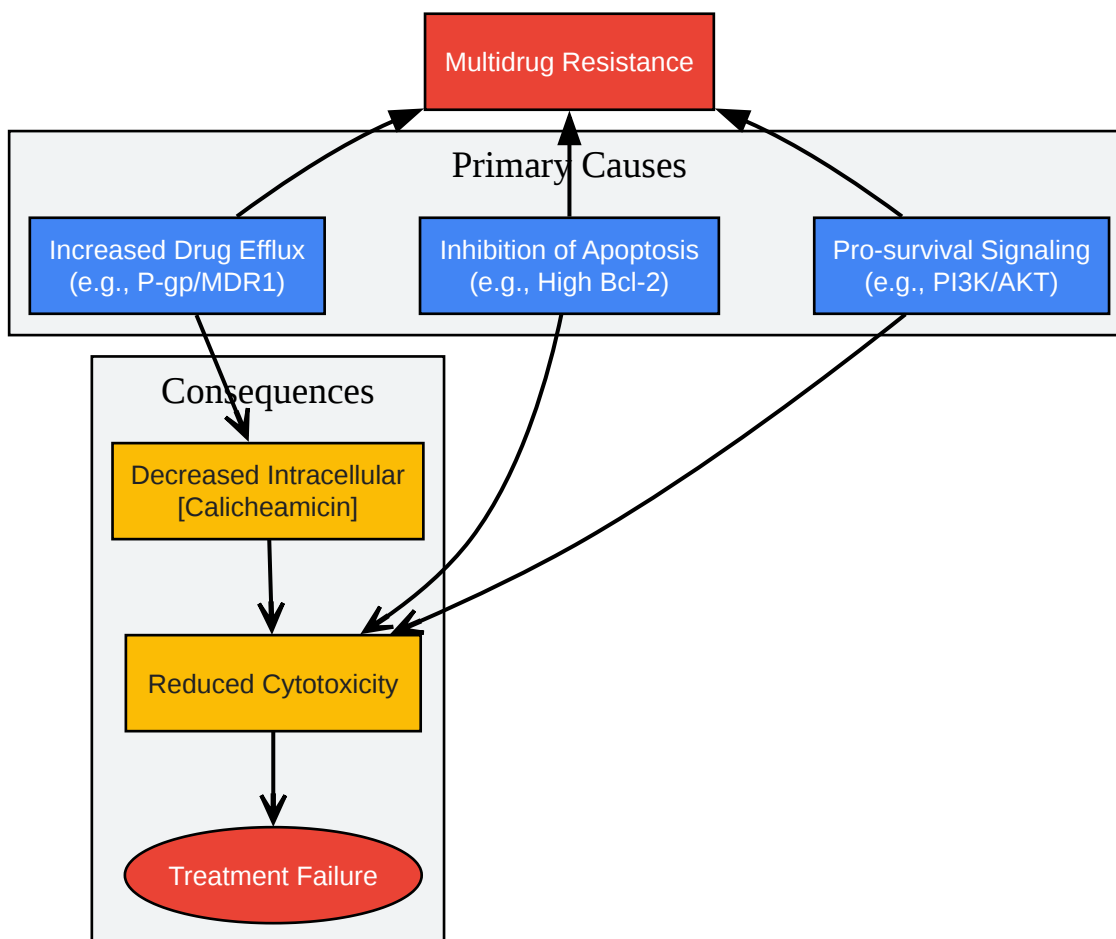 Multidrug Resistance
Primary Causes
Increased Drug Efflux
(e.g., P-gp/MDR1)
Inhibition of Apoptosis
(e.g., High Bcl-2)
Pro-survival Signaling
(e.g., PI3K/AKT)
Consequences
Decreased Intracellular
[Calicheamicin]
Reduced Cytotoxicity
Treatment Failure